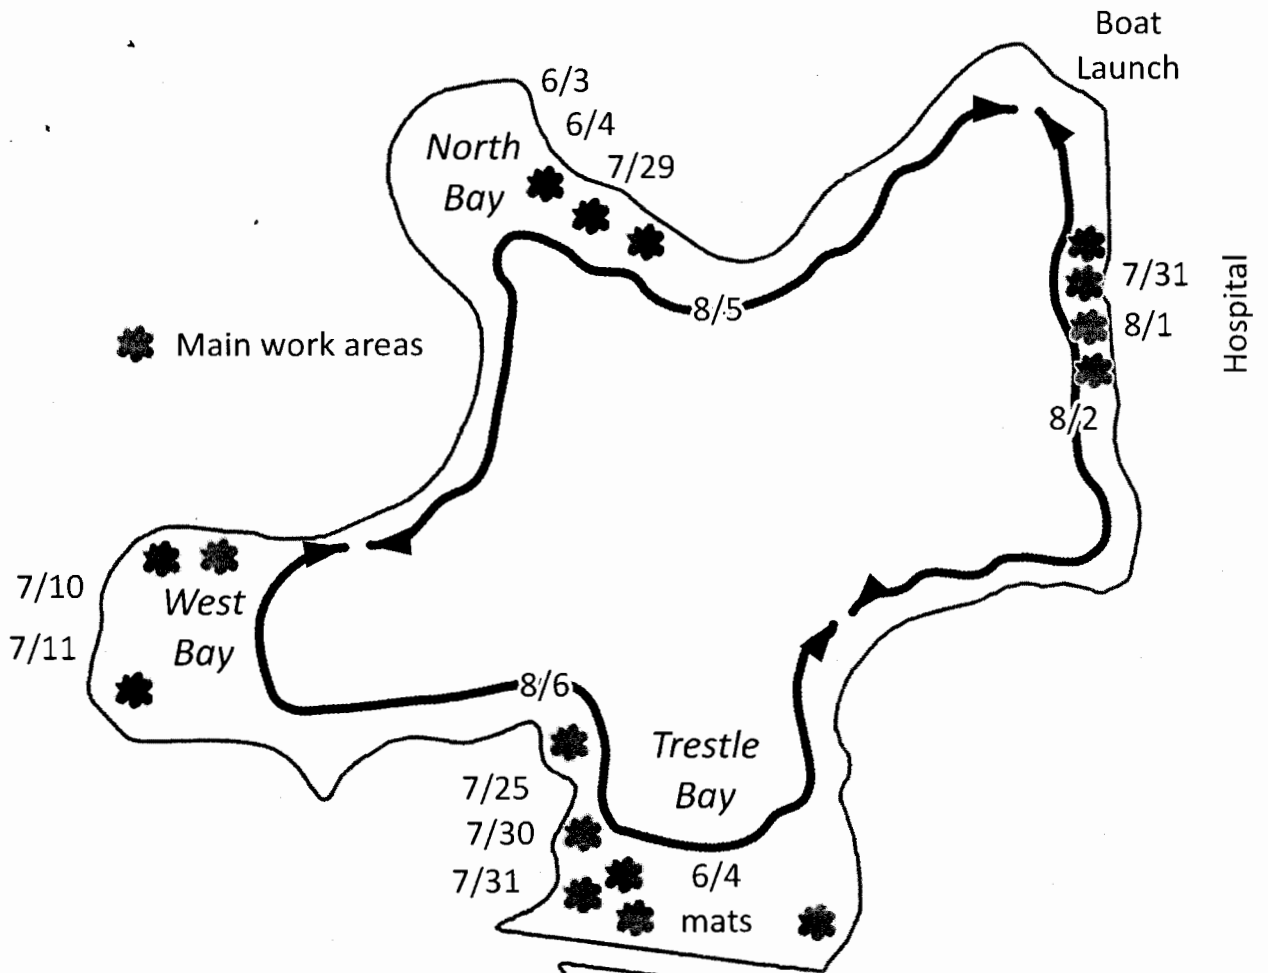 Boat
Launch
6/3
6/4
7/29
North
Bay
8/5
7/31
8/1
Hospital
8/2
Main work areas
7/10
7/11
West
Bay
8/6
Trestle
Bay
7/25
7/30
7/31
6/4
mats